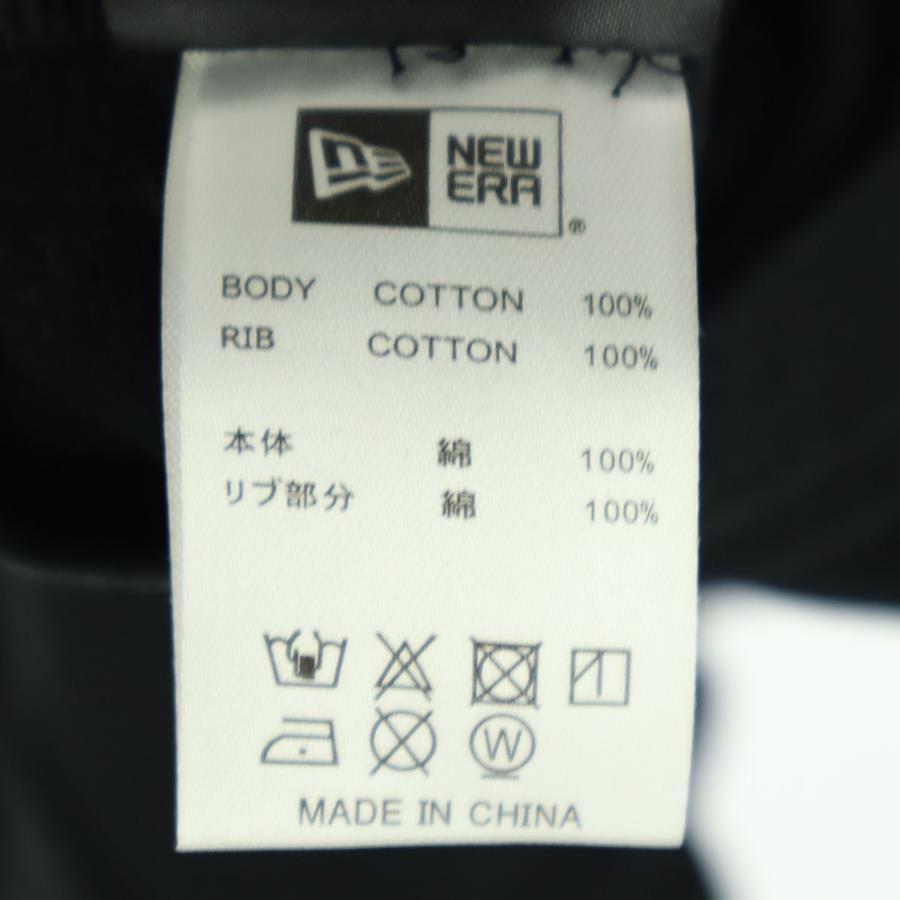 NEW
ERA
®
BODY COTTON 100%
RIB COTTON 100%
本体 綿 100%
リブ部分 綿 100%
W
MADE IN CHINA